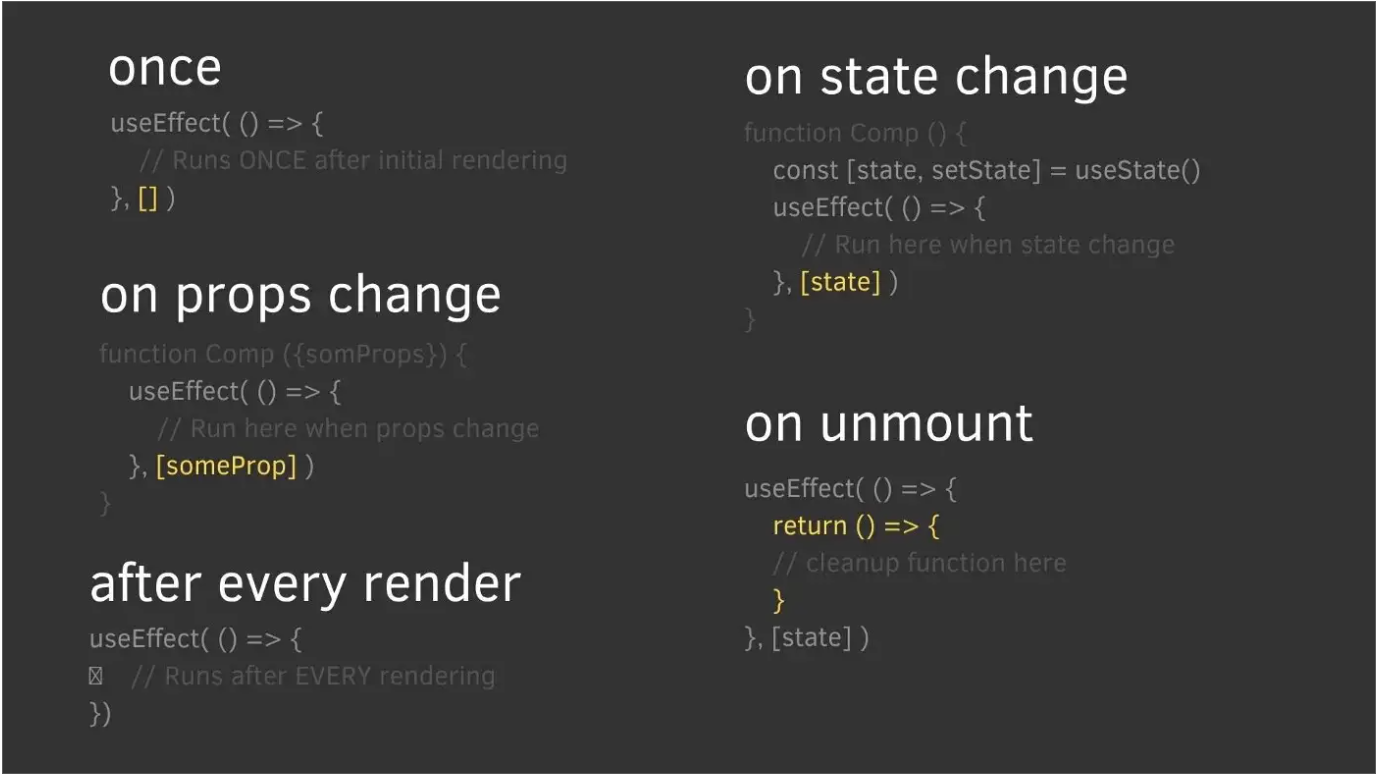 once
useEffect( () => {
// Runs ONCE after initial rendering
}, [] )
on props change
function Comp ({somProps}) {
useEffect( () => {
// Run here when props change
}, [someProp] )
}
after every render
useEffect( () => {
// Runs after EVERY rendering
})
on state change
function Comp () {
const [state, setState] = useState()
useEffect( () => {
// Run here when state change
}, [state] )
}
on unmount
useEffect( () => {
return () => {
// cleanup function here
}
}, [state] )